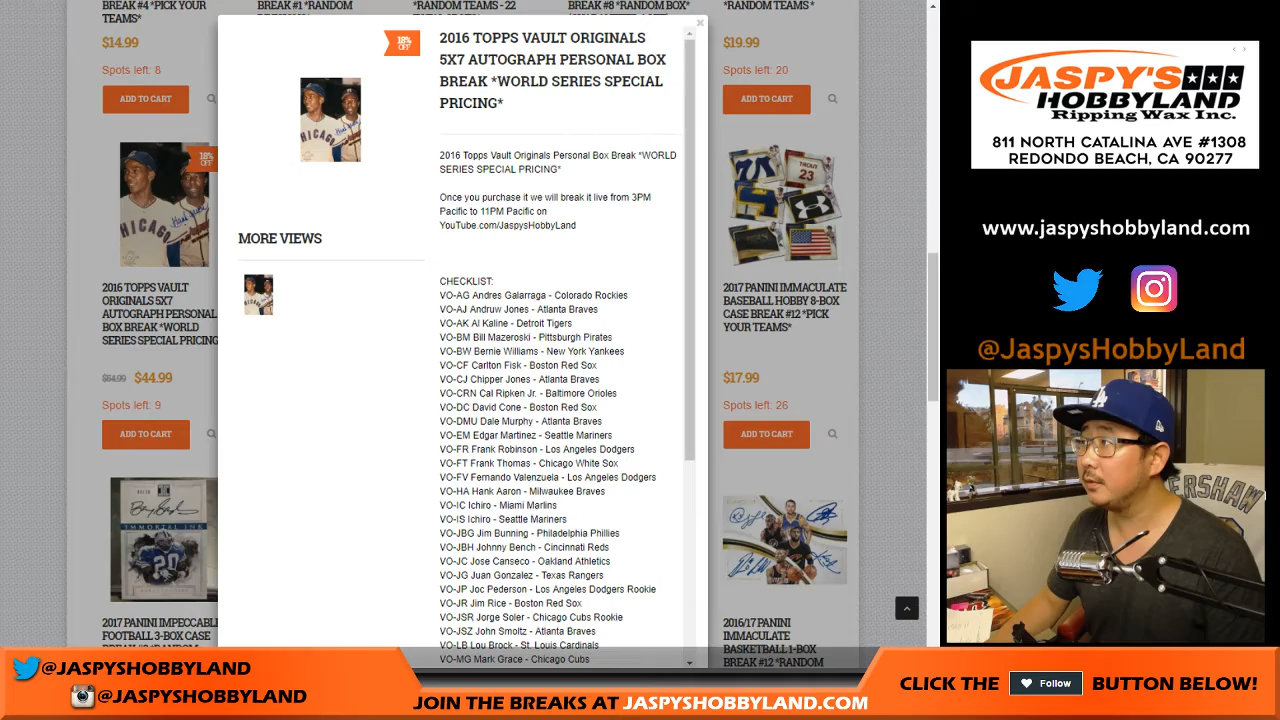 BREAK #4 *PICK YOUR
TEAMS*
$14.99
Spots left: 8
ADD TO CART
BREAK #1 *RANDOM
TEAMS - 22
BREAK #8 *RANDOM BOX*
*RANDOM TEAMS *
$19.99
Spots left: 20
ADD TO CART
18%
OFF
2016 TOPPS VAULT
ORIGINALS 5X7
AUTOGRAPH PERSONAL
BOX BREAK *WORLD
SERIES SPECIAL PRICING
$54.99 $44.99
Spots left: 9
ADD TO CART
2017 PANINI IMPECCABLE
FOOTBALL 3-BOX CASE
18%
OFF
CHICAGO
MORE VIEWS
2016 TOPPS VAULT ORIGINALS
5X7 AUTOGRAPH PERSONAL BOX
BREAK *WORLD SERIES SPECIAL
PRICING*
2016 Topps Vault Originals Personal Box Break *WORLD
SERIES SPECIAL PRICING*
Once you purchase it we will break it live from 3PM
Pacific to 11PM Pacific on
YouTube.com/JaspysHobbyLand
CHECKLIST:
VO-AG Andres Galarraga - Colorado Rockies
VO-AJ Andruw Jones - Atlanta Braves
VO-AK Al Kaline - Detroit Tigers
VO-BM Bill Mazeroski - Pittsburgh Pirates
VO-BW Bernie Williams - New York Yankees
VO-CF Carlton Fisk - Boston Red Sox
VO-CJ Chipper Jones - Atlanta Braves
VO-CRN Cal Ripken Jr. - Baltimore Orioles
VO-DC David Cone - Boston Red Sox
VO-DMU Dale Murphy - Atlanta Braves
VO-EM Edgar Martinez - Seattle Mariners
VO-FR Frank Robinson - Los Angeles Dodgers
VO-FT Frank Thomas - Chicago White Sox
VO-FV Fernando Valenzuela - Los Angeles Dodgers
VO-HA Hank Aaron - Milwaukee Braves
VO-IC Ichiro - Miami Marlins
VO-IS Ichiro - Seattle Mariners
VO-JBG Jim Bunning - Philadelphia Phillies
VO-JBH Johnny Bench - Cincinnati Reds
VO-JC Jose Canseco - Oakland Athletics
VO-JG Juan Gonzalez - Texas Rangers
VO-JP Joc Pederson - Los Angeles Dodgers Rookie
VO-JR Jim Rice - Boston Red Sox
VO-JSR Jorge Soler - Chicago Cubs Rookie
VO-JSZ John Smoltz - Atlanta Braves
VO-LB Lou Brock - St. Louis Cardinals
VO-MG Mark Grace - Chicago Cubs
TROUT
23
2017 PANINI IMMACULATE
BASEBALL HOBBY 8-BOX
CASE BREAK #12 *PICK
YOUR TEAMS*
$17.99
Spots left: 26
ADD TO CART
2016/17 PANINI
IMMACULATE
BASKETBALL 1-BOX
BREAK #12 *RANDOM
JASPY'S
HOBBYLAND
Ripping Wax Inc.
811 NORTH CATALINA AVE #1308
REDONDO BEACH, CA 90277
www.jaspyshobbyland.com
@JaspysHobbyLand
ERSHAW
@JASPYSHOBBYLAND
@JASPYSHOBBYLAND
JOIN THE BREAKS AT JASPYSHOBBYLAND.COM
CLICK THE Follow BUTTON BELOW!